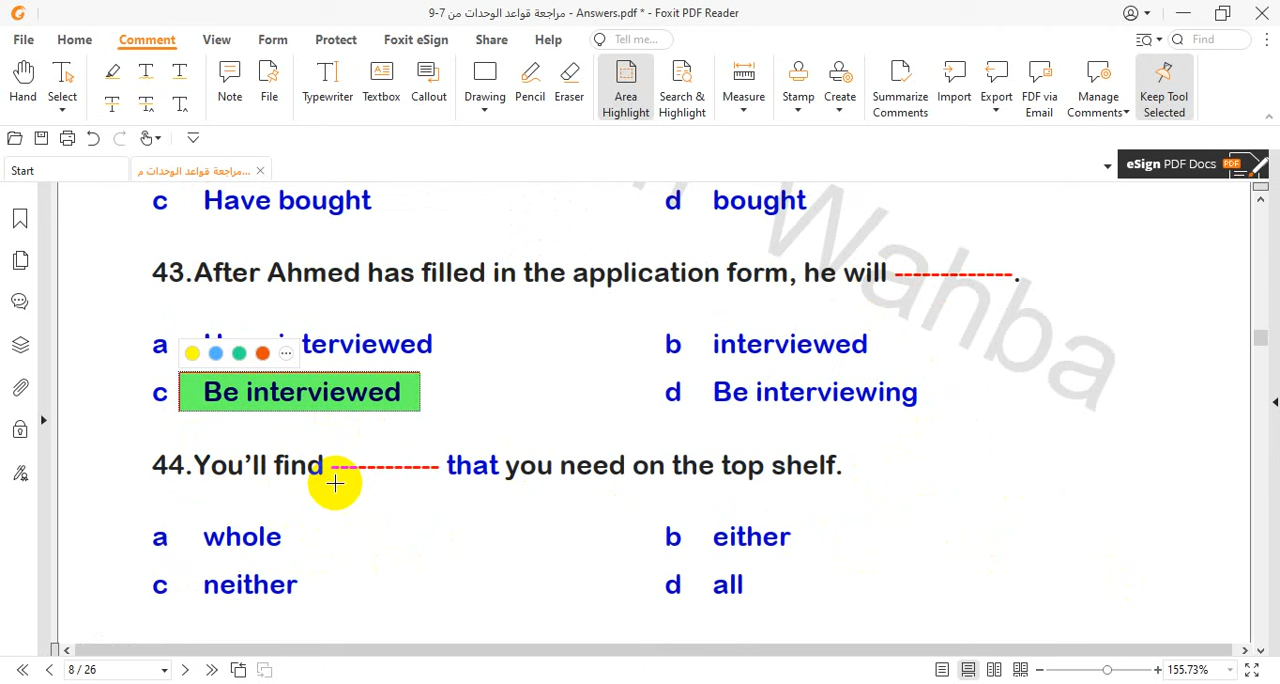 مراجعة قواعد الوحدات من 7-9 - Answers.pdf * - Foxit PDF Reader
File Home Comment View Form Protect Foxit eSign Share Help Tell me... Find
Hand Select Note File Typewriter Textbox Callout Drawing Pencil Eraser Area Highlight Search & Highlight Measure Stamp Create Summarize Comments Import Export FDF via Email Manage Comments Keep Tool Selected
Start مراجعة قواعد الوحدات م... eSign PDF Docs PDF
c Have bought d bought
43.After Ahmed has filled in the application form, he will -------------.
a terviewed b interviewed
c Be interviewed d Be interviewing
44.You'll find ------------ that you need on the top shelf.
a whole b either
c neither d all
Wahba
8 / 26 155.73%